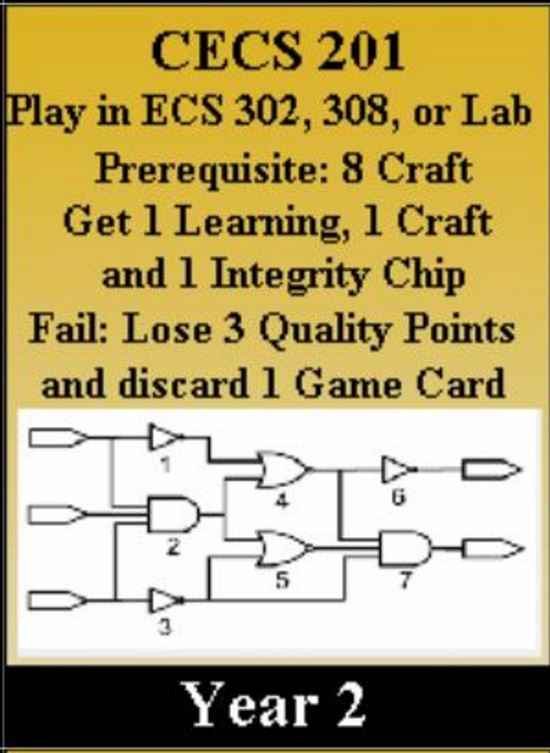 CECS 201
Play in ECS 302, 308, or Lab
Prerequisite: 8 Craft
Get 1 Learning, 1 Craft
and 1 Integrity Chip
Fail: Lose 3 Quality Points
and discard 1 Game Card
1
4
6
2
5
7
3
Year 2